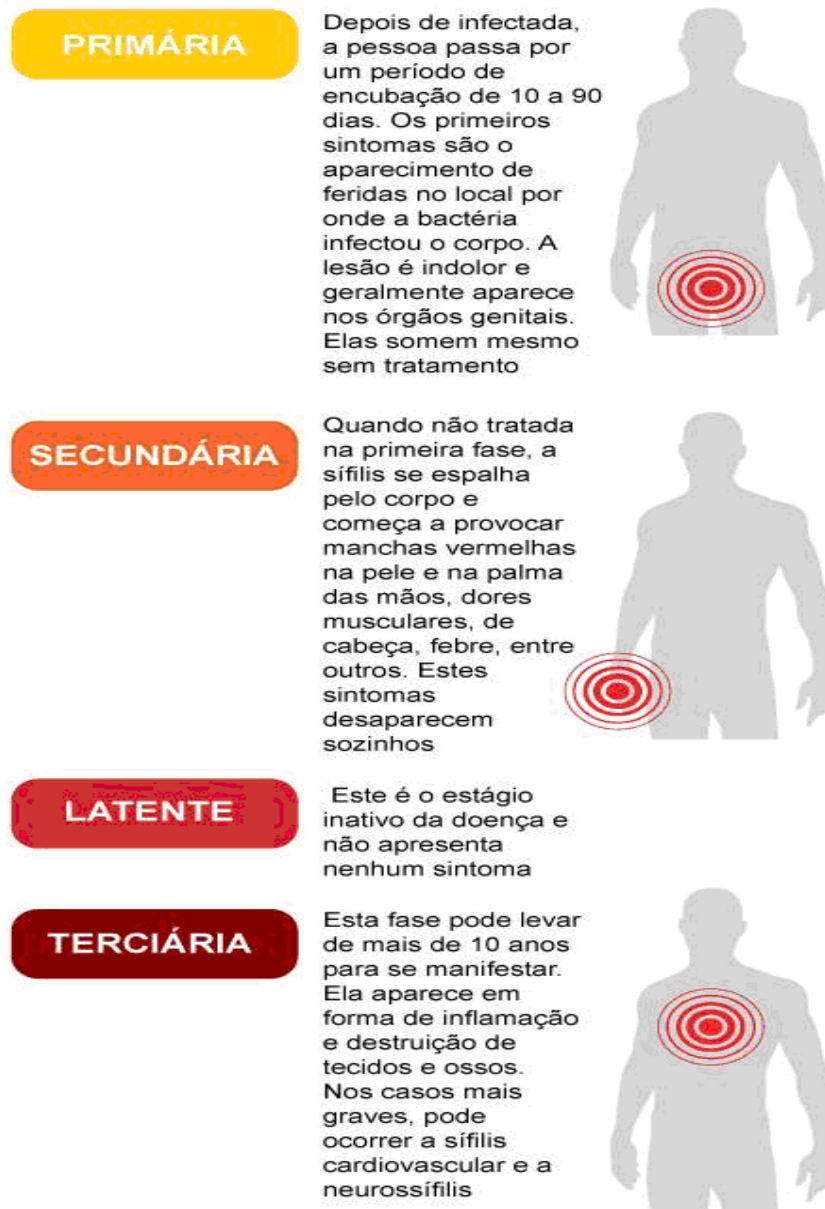 PRIMÁRIA
Depois de infectada,
a pessoa passa por
um período de
encubação de 10 a 90
dias. Os primeiros
sintomas são o
aparecimento de
feridas no local por
onde a bactéria
infectou o corpo. A
lesão é indolor e
geralmente aparece
nos órgãos genitais.
Elas somem mesmo
sem tratamento
SECUNDÁRIA
Quando não tratada
na primeira fase, a
sífilis se espalha
pelo corpo e
começa a provocar
manchas vermelhas
na pele e na palma
das mãos, dores
musculares, de
cabeça, febre, entre
outros. Estes
sintomas
desaparecem
sozinhos
LATENTE
Este é o estágio
inativo da doença e
não apresenta
nenhum sintoma
TERCIÁRIA
Esta fase pode levar
de mais de 10 anos
para se manifestar.
Ela aparece em
forma de inflamação
e destruição de
tecidos e ossos.
Nos casos mais
graves, pode
ocorrer a sífilis
cardiovascular e a
neurossífilis